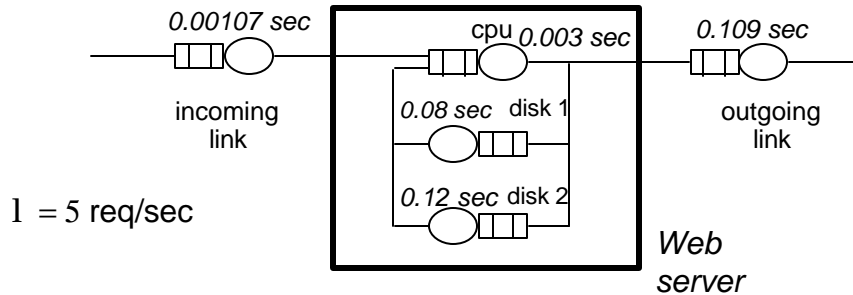 0.00107 sec
cpu
0.003 sec
0.109 sec
incoming
link
0.08 sec disk 1
outgoing
link
0.12 sec disk 2
l = 5 req/sec
Web
server